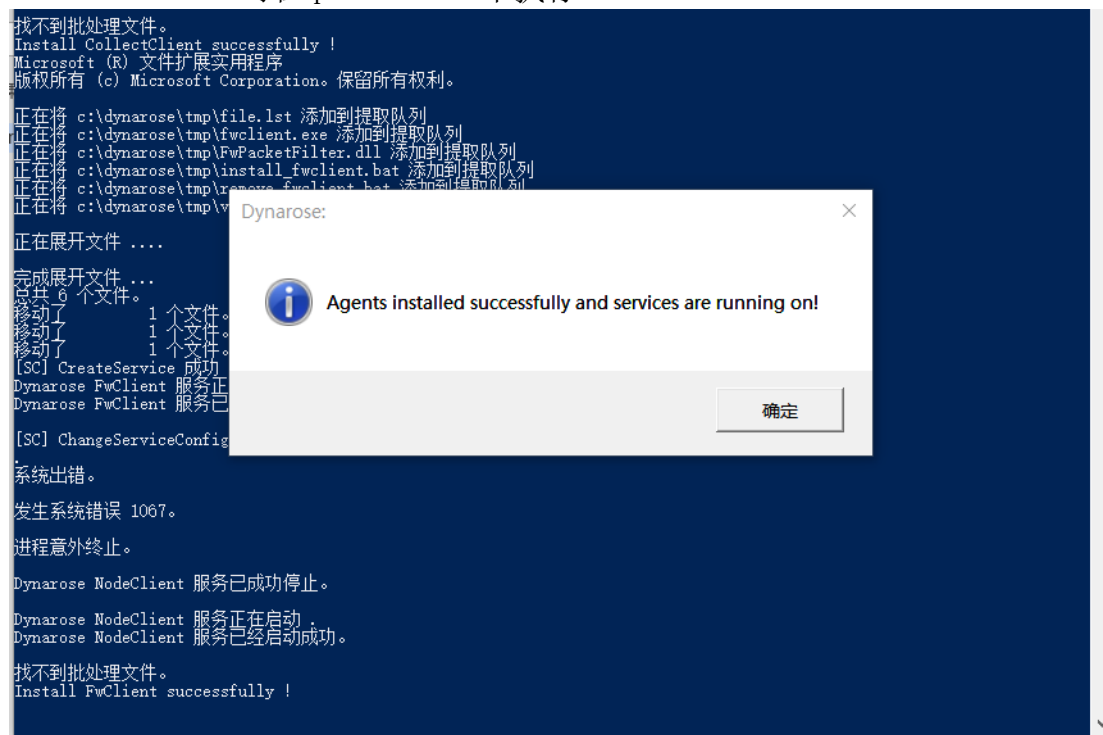 找不到批处理文件。
Install CollectClient successfully !
Microsoft (R) 文件扩展实用程序
版权所有 (c) Microsoft Corporation。保留所有权利。
正在将 c:\dynarose\tmp\file.lst 添加到提取队列
正在将 c:\dynarose\tmp\fwclient.exe 添加到提取队列
正在将 c:\dynarose\tmp\FwPacketFilter.dll 添加到提取队列
正在将 c:\dynarose\tmp\install_fwclient.bat 添加到提取队列
正在将 c:\dynarose\tmp\remove_fwclient.bat 添加到提取队列
正在将 c:\dynarose\tmp\v
正在展开文件 ....
完成展开文件 ...
总共 6 个文件。
移动了 1 个文件。
移动了 1 个文件。
移动了 1 个文件。
[SC] CreateService 成功
Dynarose FwClient 服务正
Dynarose FwClient 服务已
[SC] ChangeServiceConfig
.
系统出错。
发生系统错误 1067。
进程意外终止。
Dynarose NodeClient 服务已成功停止。
Dynarose NodeClient 服务正在启动 .
Dynarose NodeClient 服务已经启动成功。
找不到批处理文件。
Install FwClient successfully !
Dynarose:
Agents installed successfully and services are running on!
确定